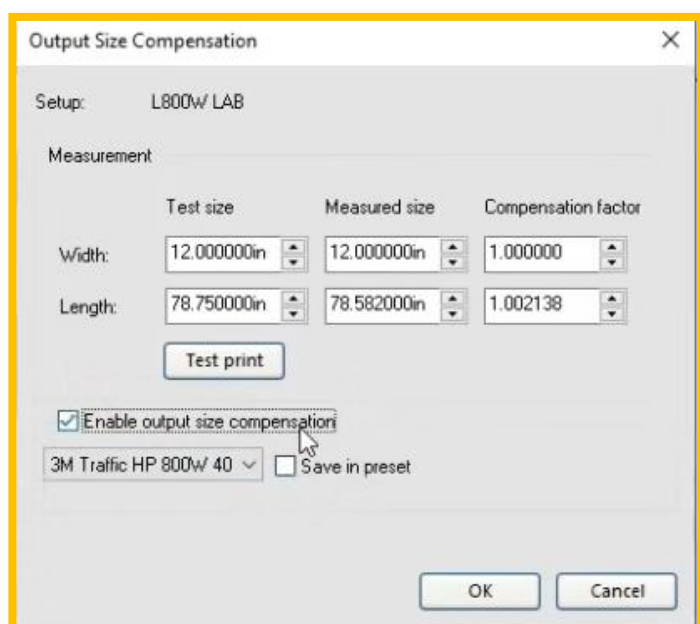 Output Size Compensation
Setup: L800W LAB
Measurement
Test size Measured size Compensation factor
Width: 12.000000in 12.000000in 1.000000
Length: 78.750000in 78.582000in 1.002138
Test print
Enable output size compensation
3M Traffic HP 800W 40 Save in preset
OK Cancel